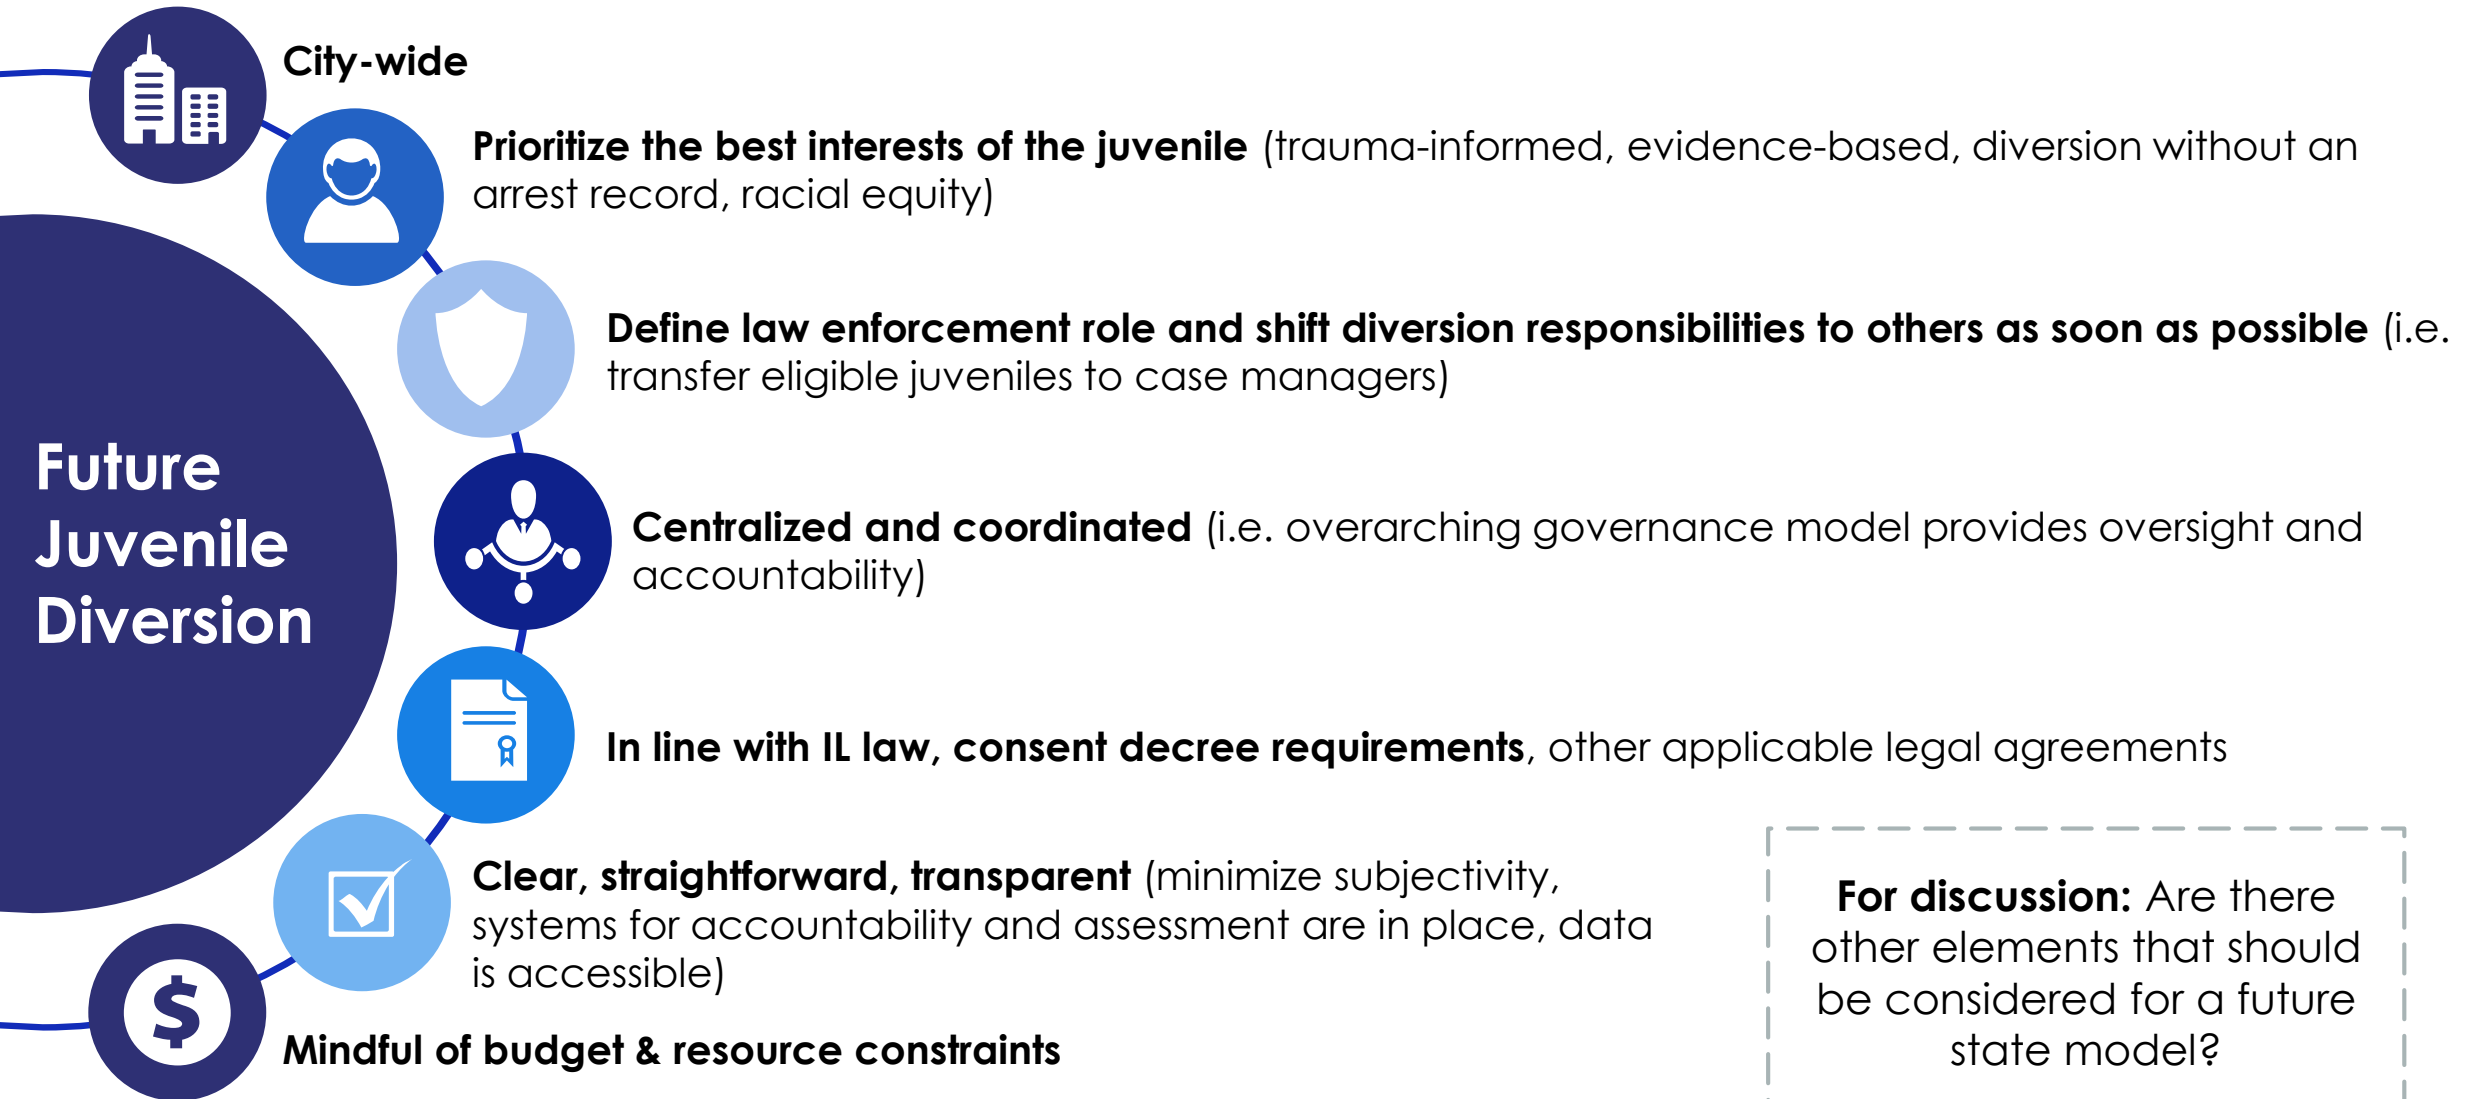 City-wide
Prioritize the best interests of the juvenile (trauma-informed, evidence-based, diversion without an
arrest record, racial equity)
Define law enforcement role and shift diversion responsibilities to others as soon as possible (i.e.
transfer eligible juveniles to case managers)
Future
Juvenile
Diversion
Centralized and coordinated (i.e. overarching governance model provides oversight and
accountability)
In line with IL law, consent decree requirements, other applicable legal agreements
Clear, straightforward, transparent (minimize subjectivity,
systems for accountability and assessment are in place, data
is accessible)
$
Mindful of budget & resource constraints
For discussion: Are there
other elements that should
be considered for a future
state model?